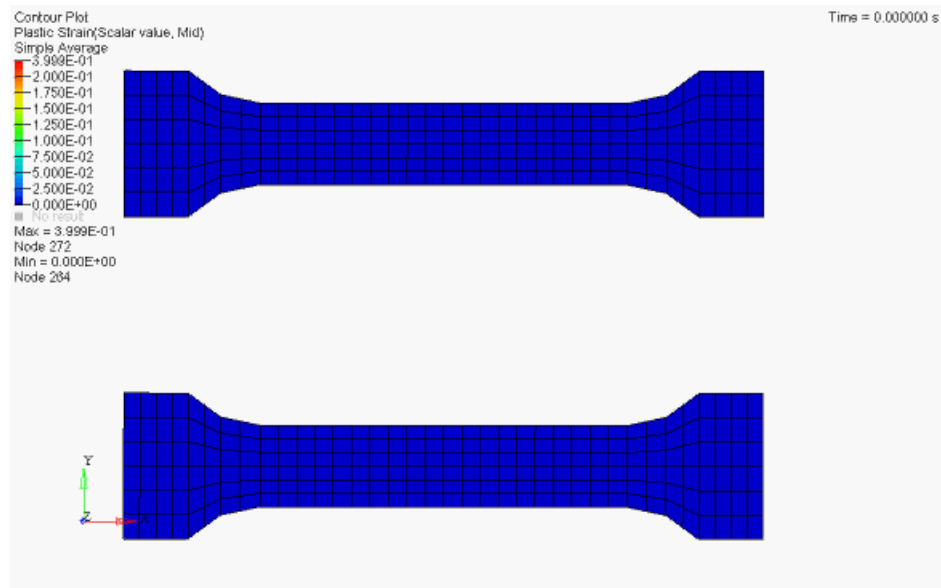 Contour Plot
Time = 0.000000 s
Plastic Strain(Scalar value, Mid)
Simple Average
3.999E-01
2.000E-01
1.750E-01
1.500E-01
1.250E-01
1.000E-01
7.500E-02
5.000E-02
2.500E-02
0.000E+00
No result
Max = 3.999E-01
Node 272
Min = 0.000E+00
Node 264
Y
Z
X